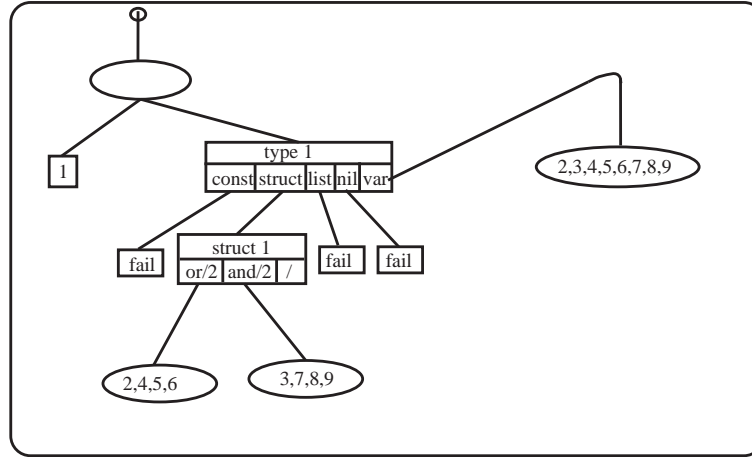 type 1
1
const struct list nil var
2,3,4,5,6,7,8,9
fail
struct 1
fail
fail
or/2 and/2 /
2,4,5,6
3,7,8,9